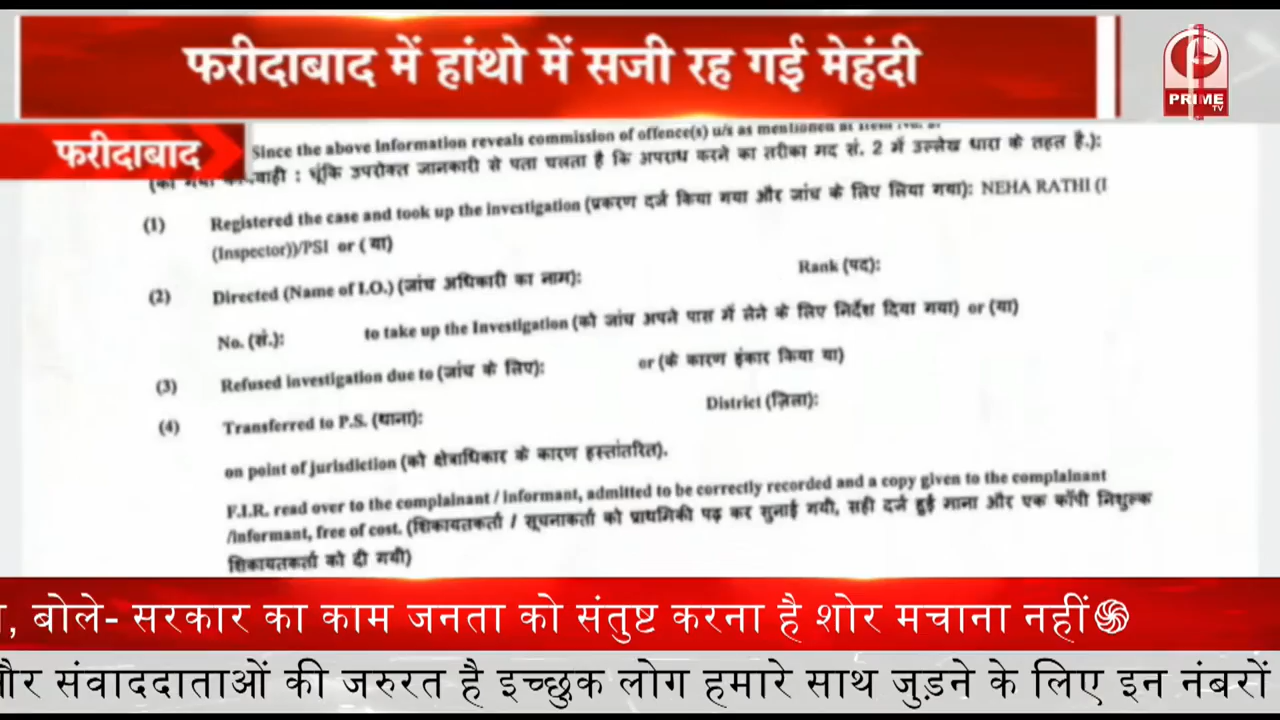 फरीदाबाद में हांथो में सजी रह गई मेहंदी
PRIME
TV
फरीदाबाद
Since the above Information reveals commission of offence(s) u/s as mentioned at Item No. 2.
: चूंकि उपरोक्त जानकारी से पता चलता है कि अपराध करने का तरीका मद सं. 2 में उल्लेख धारा के तहत है.):
(1) Registered the case and took up the investigation (प्रकरण दर्ज किया गया और जांच के लिए लिया गया): NEHA RATHI (I
(Inspector))/PSI or ( या)
(2) Directed (Name of I.O.) (जांच अधिकारी का नाम): Rank (पद):
No. (सं.): to take up the Investigation (को जांच अपने पास में लेने के लिए निर्देश दिया गया) or (या)
(3) Refused investigation due to (जांच के लिए): or (के कारण इंकार किया या)
(4) Transferred to P.S. (थाना): District (ज़िला):
on point of jurisdiction (को क्षेत्राधिकार के कारण हस्तांतरित).
F.I.R. read over to the complainant / informant, admitted to be correctly recorded and a copy given to the complainant
/informant, free of cost. (शिकायतकर्ता / सूचनाकर्ता को प्राथमिकी पढ़ कर सुनाई गयी, सही दर्ज हुई माना और एक कॉपी निशुल्क
शिकायतकर्ता को दी गयी)
, बोले- सरकार का काम जनता को संतुष्ट करना है शोर मचाना नहीं
और संवाददाताओं की जरुरत है इच्छुक लोग हमारे साथ जुड़ने के लिए इन नंबरों